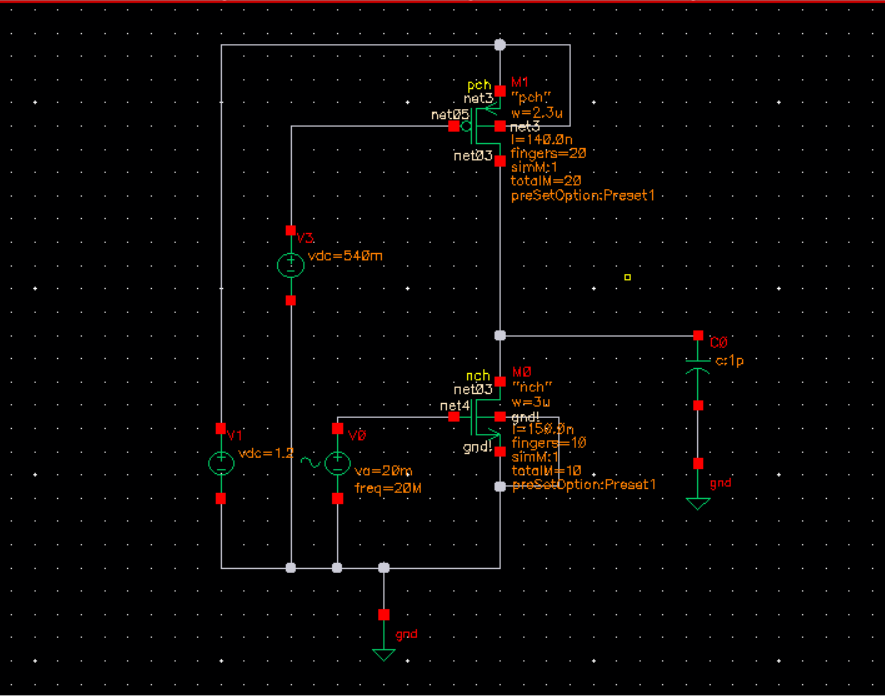 pch
M1
net3
"pch"
w=2.3u
net05
net3
l=140.0n
fingers=20
net03
simM:1
totalM=20
preSetOption:Preset1
V3
vdc=540m
C0
c:1p
nch
M0
net03
"nch"
w=3u
net4
gnd!
l=150.0n
fingers=10
gnd!
simM:1
totalM=10
preSetOption:Preset1
V1
vdc=1.2
V0
va=20m
freq=20M
gnd
gnd